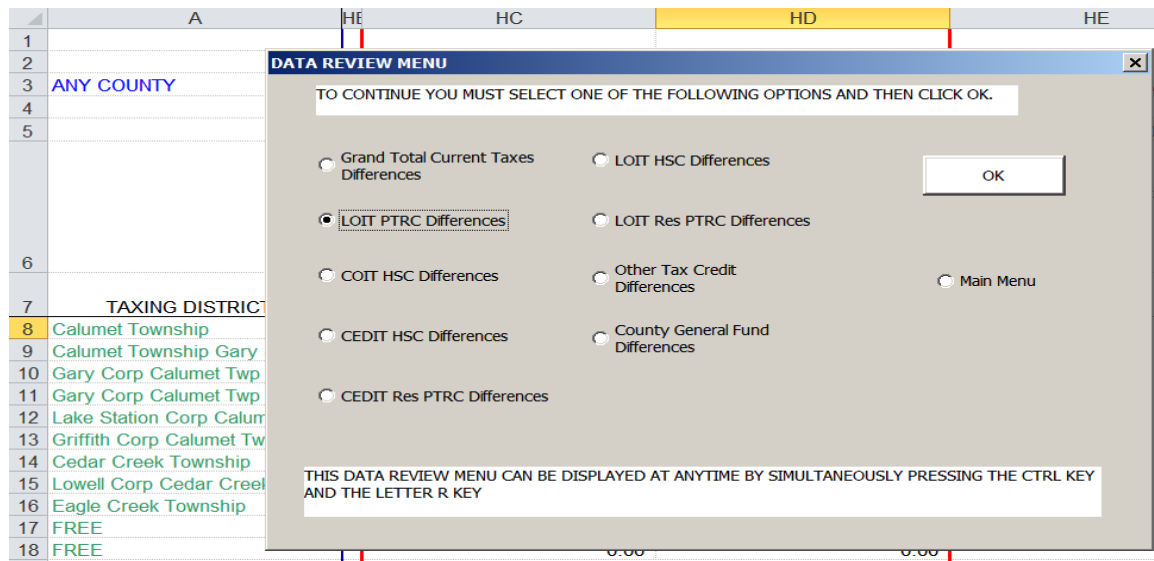 A HE HC HD HE
1
2
DATA REVIEW MENU
3 ANY COUNTY
TO CONTINUE YOU MUST SELECT ONE OF THE FOLLOWING OPTIONS AND THEN CLICK OK.
4
5
Grand Total Current Taxes
Differences
LOIT HSC Differences
OK
LOIT PTRC Differences
LOIT Res PTRC Differences
6
COIT HSC Differences
Other Tax Credit
Differences
Main Menu
7 TAXING DISTRICT
8 Calumet Township
CEDIT HSC Differences
County General Fund
Differences
9 Calumet Township Gary
10 Gary Corp Calumet Twp
11 Gary Corp Calumet Twp
CEDIT Res PTRC Differences
12 Lake Station Corp Calum
13 Griffith Corp Calumet Tw
14 Cedar Creek Township
15 Lowell Corp Cedar Creek
THIS DATA REVIEW MENU CAN BE DISPLAYED AT ANYTIME BY SIMULTANEOUSLY PRESSING THE CTRL KEY
AND THE LETTER R KEY
16 Eagle Creek Township
17 FREE
18 FREE 0.00 0.00